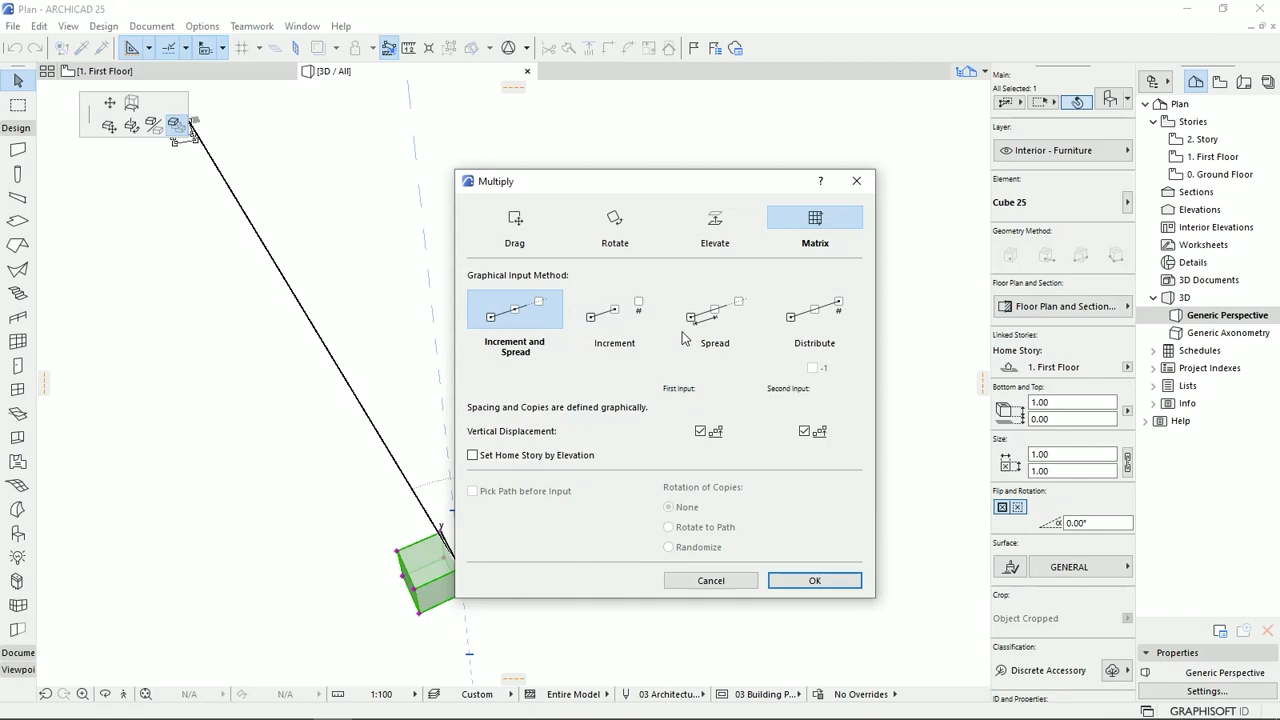 Plan - ARCHICAD 25
File Edit View Design Document Options Teamwork Window Help
[1. First Floor]
[3D / All]
Design
Docume
Viewpoi
y
Multiply
?
Drag
Rotate
Elevate
Matrix
Graphical Input Method:
Increment and
Spread
Increment
Spread
Distribute
-1
First Input:
Second Input:
Spacing and Copies are defined graphically.
Vertical Displacement:
Set Home Story by Elevation
Pick Path before Input
Rotation of Copies:
None
Rotate to Path
Randomize
Cancel
OK
Main:
All Selected: 1
Layer:
Interior - Furniture
Element:
Cube 25
Geometry Method:
Floor Plan and Section:
Floor Plan and Section...
Linked Stories:
Home Story:
1. First Floor
Bottom and Top:
1.00
0.00
Size:
1.00
1.00
Flip and Rotation:
α 0.00°
Surface:
GENERAL
Crop:
Object Cropped
Classification:
Discrete Accessory
ID and Properties:
Plan
Stories
2. Story
1. First Floor
0. Ground Floor
Sections
Elevations
Interior Elevations
Worksheets
Details
3D Documents
3D
Generic Perspective
Generic Axonometry
Schedules
Project Indexes
Lists
Info
Help
Properties
Generic Perspective
Settings...
GRAPHISOFT ID
N/A
N/A
1:100
Custom
Entire Model
03 Architectu...
03 Building P...
No Overrides